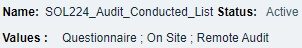 Name: SOL224_Audit_Conducted_List Status: Active
Values : Questionnaire ; On Site ; Remote Audit